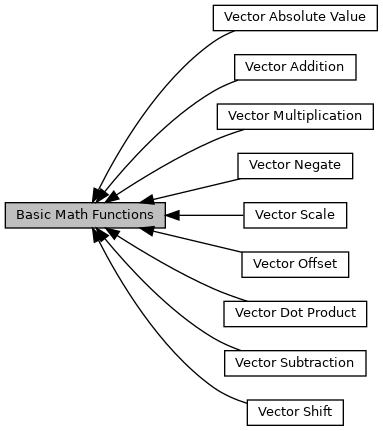 Vector Absolute Value
Vector Addition
Vector Multiplication
Vector Negate
Basic Math Functions
Vector Scale
Vector Offset
Vector Dot Product
Vector Subtraction
Vector Shift